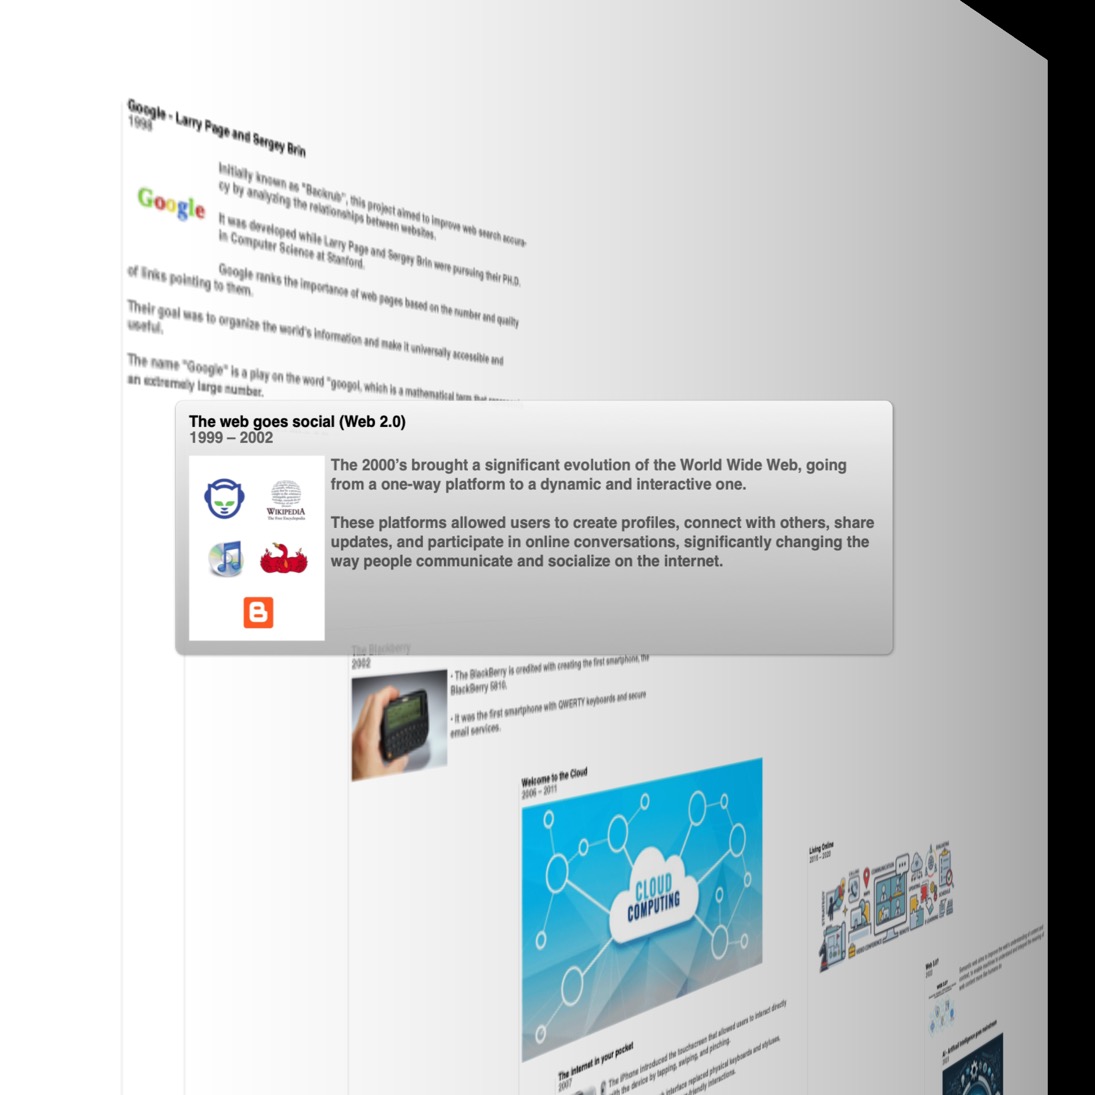 Google - Larry Page and Sergey Brin
1998
Initially known as "Backrub", this project aimed to improve web search accura-
cy by analyzing the relationships between websites.
Google
It was developed while Larry Page and Sergey Brin were pursuing their PH.D.
in Computer Science at Stanford.
Google ranks the importance of web pages based on the number and quality
of links pointing to them.
Their goal was to organize the world's information and make it universally accessible and
useful.
The name "Google" is a play on the word "googol, which is a mathematical term that
an extremely large number.
The web goes social (Web 2.0)
1999 – 2002
The 2000's brought a significant evolution of the World Wide Web, going
from a one-way platform to a dynamic and interactive one.
These platforms allowed users to create profiles, connect with others, share
updates, and participate in online conversations, significantly changing the
way people communicate and socialize on the internet.
WIKIPEDIA
The Free Encyclopedia
The Blackberry
2002
- The BlackBerry is credited with creating the first smartphone, the
BlackBerry 5810.
- It was the first smartphone with QWERTY keyboards and secure
email services.
Welcome to the Cloud
2006 – 2011
CLOUD
COMPUTING
The internet in your pocket
2007
The iPhone introduced the touchscreen that allowed users to interact directly
with the device by tapping, swiping, and pinching.
interface replaced physical keyboards and styluses,
friendly interactions.
Living Online
2015 – 2020
Web 3.0?
AI - Artificial Intelligence goes mainstream